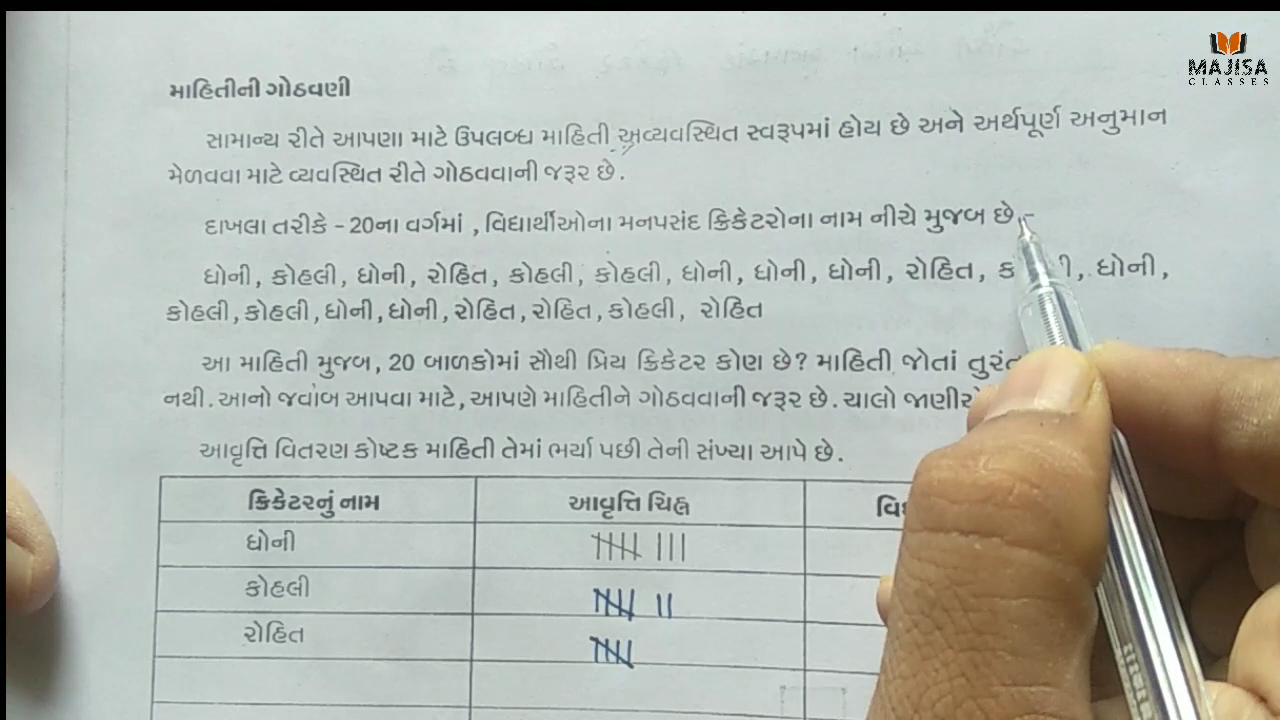 MAJISA
CLASSES
માહિતીની ગોઠવણી
સામાન્ય રીતે આપણા માટે ઉપલબ્ધ માહિતી અવ્યવસ્થિત સ્વરૂપમાં હોય છે અને અર્થપૂર્ણ અનુમાન
મેળવવા માટે વ્યવસ્થિત રીતે ગોઠવવાની જરૂર છે.
દાખલા તરીકે - 20ના વર્ગમાં , વિદ્યાર્થીઓના મનપસંદ ક્રિકેટરોના નામ નીચે મુજબ છે,
ધોની, કોહલી, ધોની, રોહિત, કોહલી, કોહલી, ધોની, ધોની, ધોની, રોહિત, ધોની,
કોહલી, કોહલી, ધોની, ધોની, રોહિત, રોહિત, કોહલી, રોહિત
આ માહિતી મુજબ, 20 બાળકોમાં સૌથી પ્રિય ક્રિકેટર કોણ છે? માહિતી જોતાં
નથી. આનો જવાબ આપવા માટે, આપણે માહિતીને ગોઠવવાની જરૂર છે. ચાલો
આવૃત્તિ વિતરણ કોષ્ટક માહિતી તેમાં ભર્યા પછી તેની સંખ્યા આપે છે.
ક્રિકેટરનું નામ આવૃત્તિ ચિહ્ન
ધોની
કોહલી
રોહિત